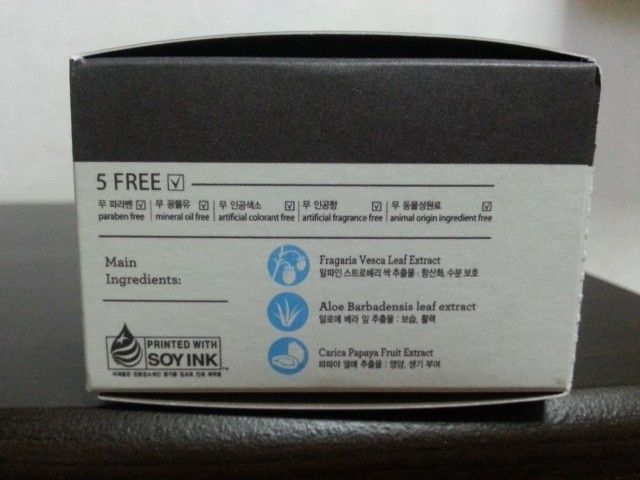 5 FREE
무 파라벤 무 광물유 무 인공색소 무 인공향 무 동물성원료
paraben free mineral oil free artificial colorant free artificial fragrance free animal origin ingredient free
Main
Ingredients:
Fragaria Vesca Leaf Extract
알파인 스트로베리 싹 추출물 : 항산화, 수분 보호
Aloe Barbadensis leaf extract
알로에 베라 잎 추출물 : 보습, 활력
Carica Papaya Fruit Extract
파파야 열매 추출물 : 영양, 생기 부여
PRINTED WITH
SOY INK
TM